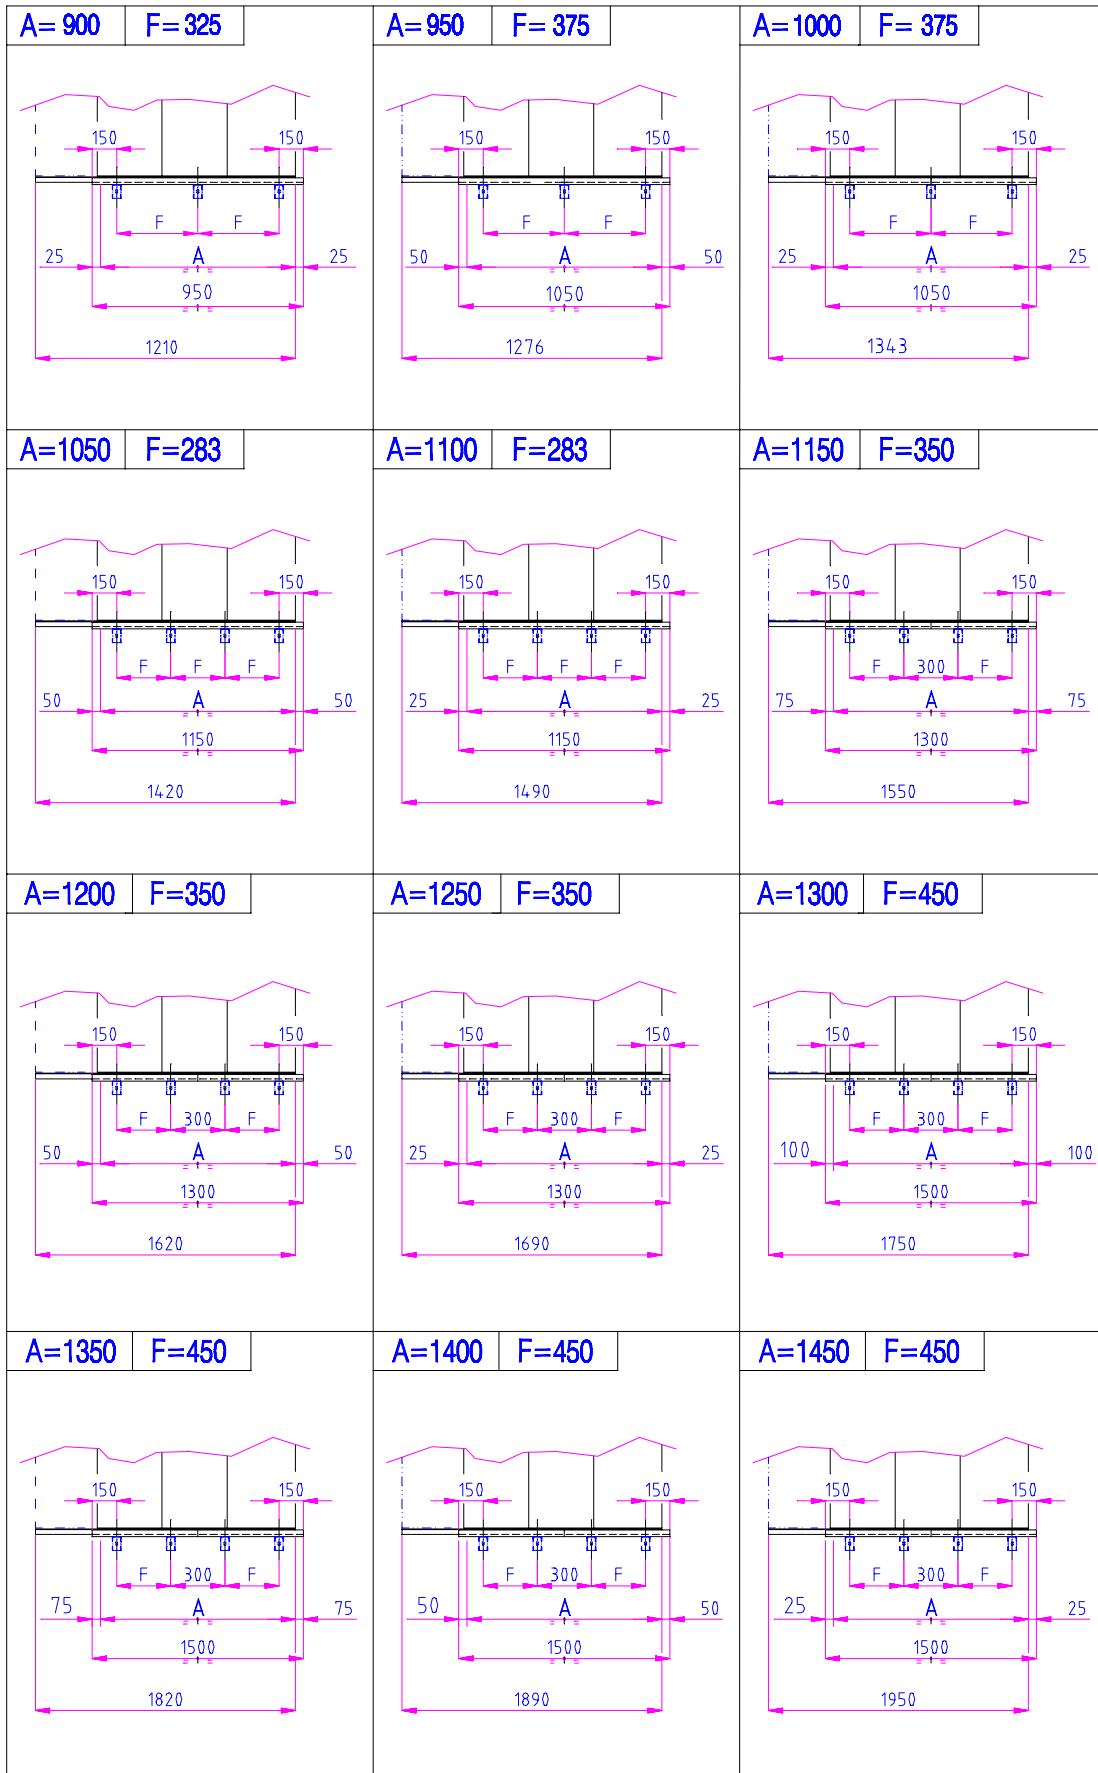 A= 900 F= 325
150 150
F F
25 A 25
950
1210
A=950 F= 375
150 150
F F
50 A 50
1050
1276
A=1000 F= 375
150 150
F F
25 A 25
1050
1343
A=1050 F=283
150 150
F F F
50 A 50
1150
1420
A=1100 F=283
150 150
F F F
25 A 25
1150
1490
A=1150 F=350
150 150
F 300 F
75 A 75
1300
1550
A=1200 F=350
150 150
F 300 F
50 A 50
1300
1620
A=1250 F=350
150 150
F 300 F
25 A 25
1300
1690
A=1300 F=450
150 150
F 300 F
100 A 100
1500
1750
A=1350 F=450
150 150
F 300 F
75 A 75
1500
1820
A=1400 F=450
150 150
F 300 F
50 A 50
1500
1890
A=1450 F=450
150 150
F 300 F
25 A 25
1500
1950